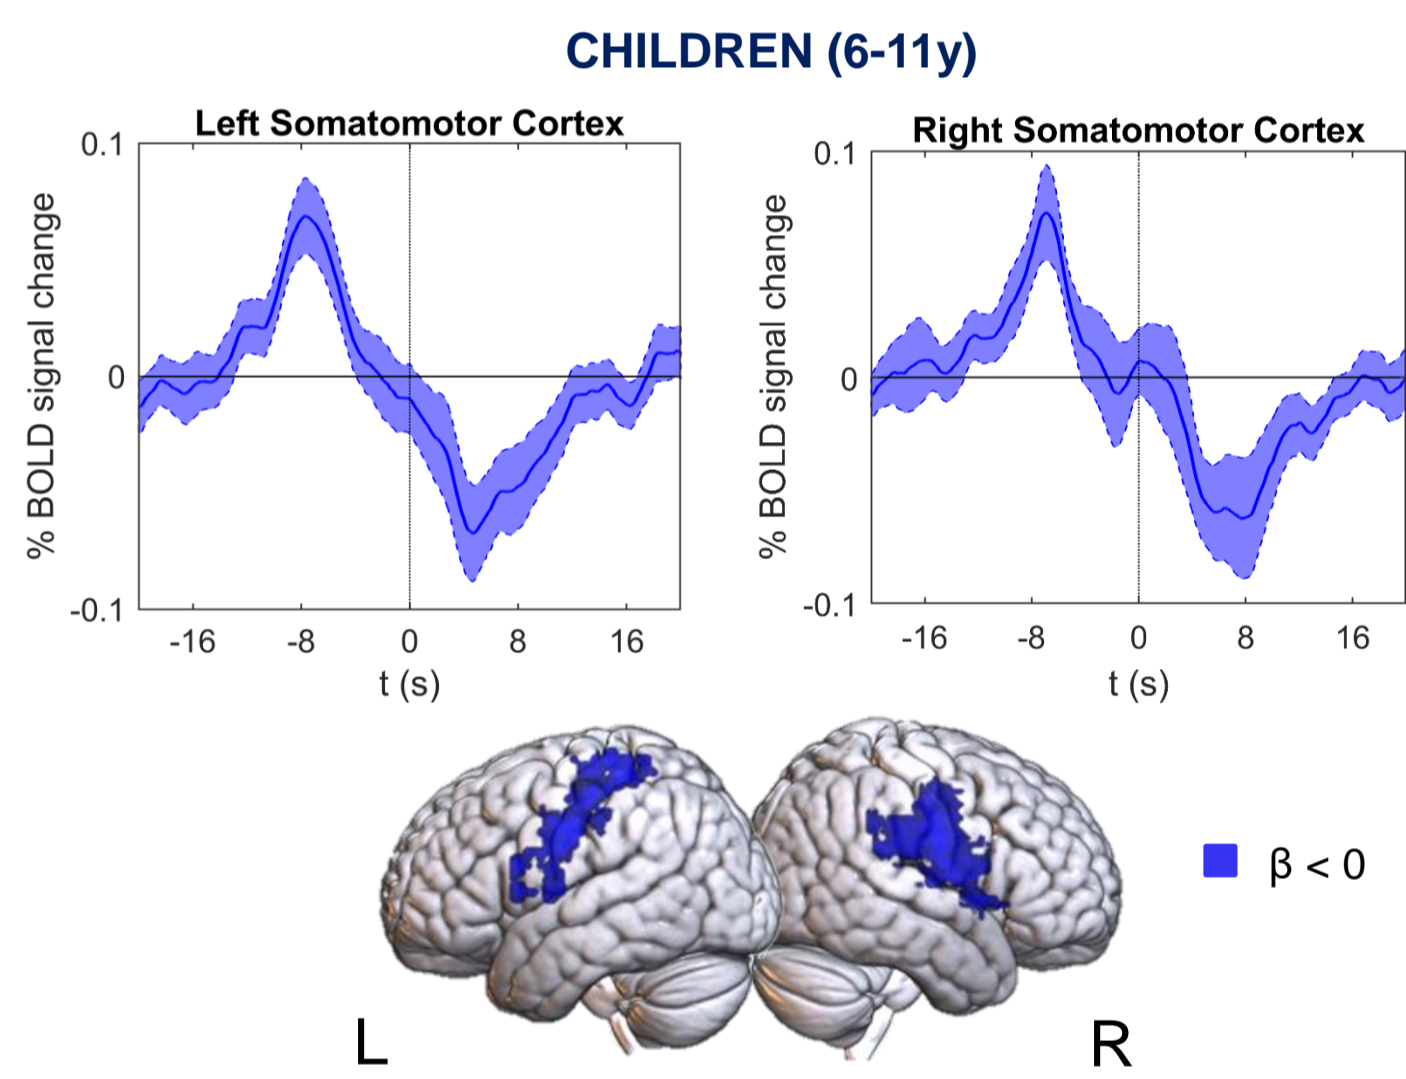 CHILDREN (6-11y)
Left Somatomotor Cortex
0.1
0
-0.1
% BOLD signal change
-16 -8 0 8 16
t (s)
Right Somatomotor Cortex
0.1
0
-0.1
% BOLD signal change
-16 -8 0 8 16
t (s)
β < 0
L R